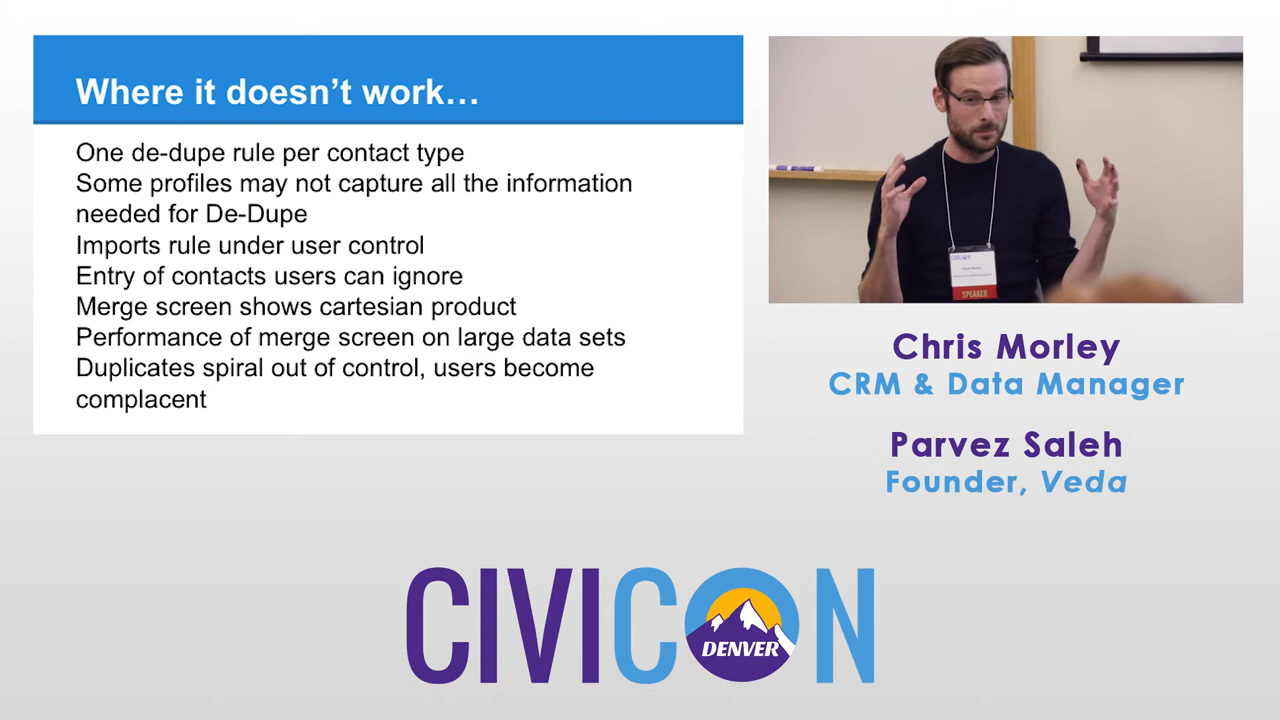 Where it doesn't work…
One de-dupe rule per contact type
Some profiles may not capture all the information
needed for De-Dupe
Imports rule under user control
Entry of contacts users can ignore
Merge screen shows cartesian product
Performance of merge screen on large data sets
Duplicates spiral out of control, users become
complacent
CIVICON
SPEAKER
Chris Morley
CRM & Data Manager
Parvez Saleh
Founder, Veda
CIVICON
DENVER